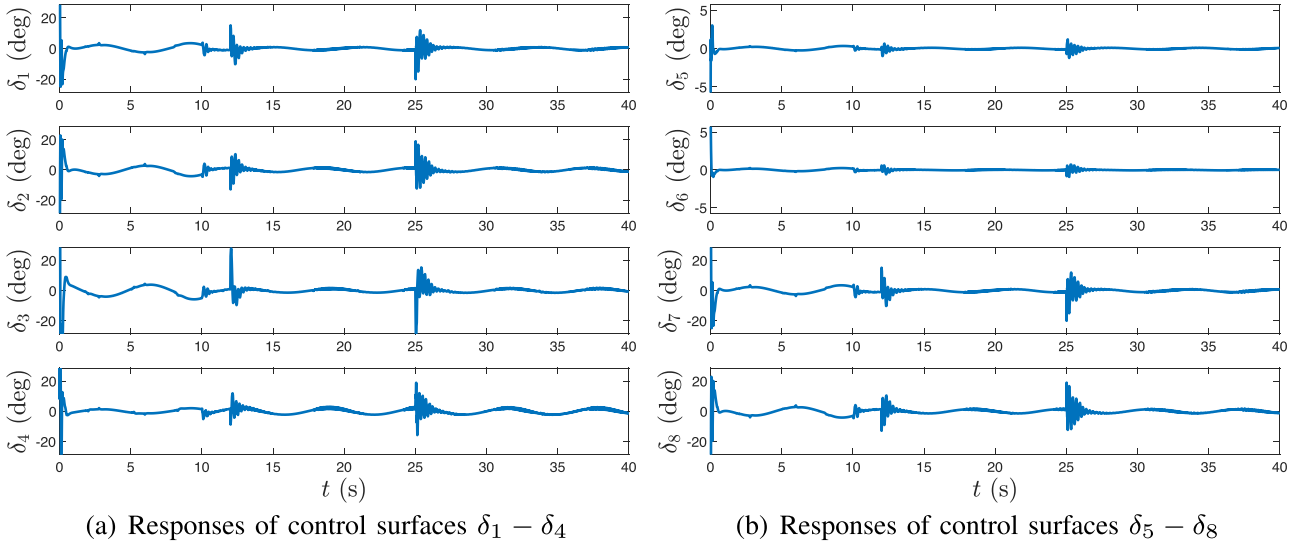 δ1 (deg)
20
0
-20
0 5 10 15 20 25 30 35 40
δ2 (deg)
20
0
-20
0 5 10 15 20 25 30 35 40
δ3 (deg)
20
0
-20
0 5 10 15 20 25 30 35 40
δ4 (deg)
20
0
-20
0 5 10 15 20 25 30 35 40
t (s)
(a) Responses of control surfaces δ1 − δ4
δ5 (deg)
5
0
-5
0 5 10 15 20 25 30 35 40
δ6 (deg)
5
0
-5
0 5 10 15 20 25 30 35 40
δ7 (deg)
20
0
-20
0 5 10 15 20 25 30 35 40
δ8 (deg)
20
0
-20
0 5 10 15 20 25 30 35 40
t (s)
(b) Responses of control surfaces δ5 − δ8